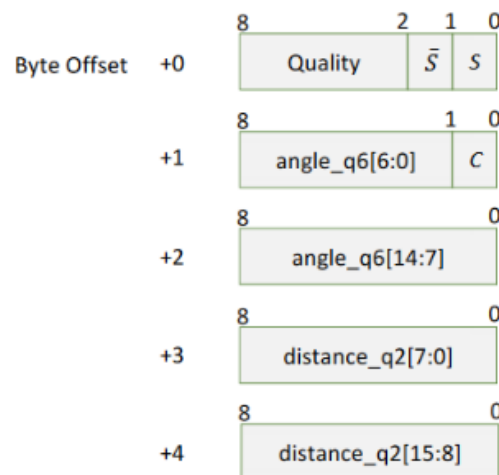 8 2 1 0
Byte Offset +0 Quality S̄ S
8 1 0
+1 angle_q6[6:0] C
8 0
+2 angle_q6[14:7]
8 0
+3 distance_q2[7:0]
8 0
+4 distance_q2[15:8]